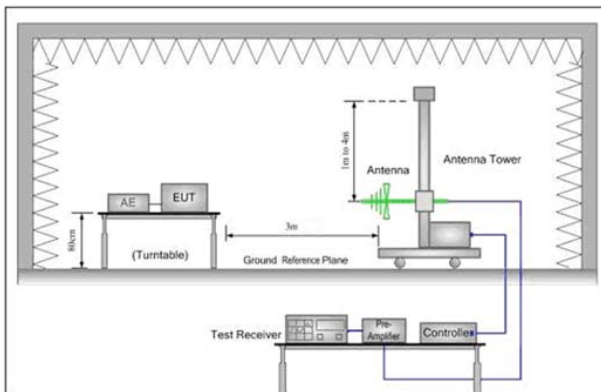 1m to 4m
Antenna
Antenna Tower
AE
EUT
80cm
(Turntable)
3m
Ground Reference Plane
Test Receiver
Pre-
Amplifier
Controller